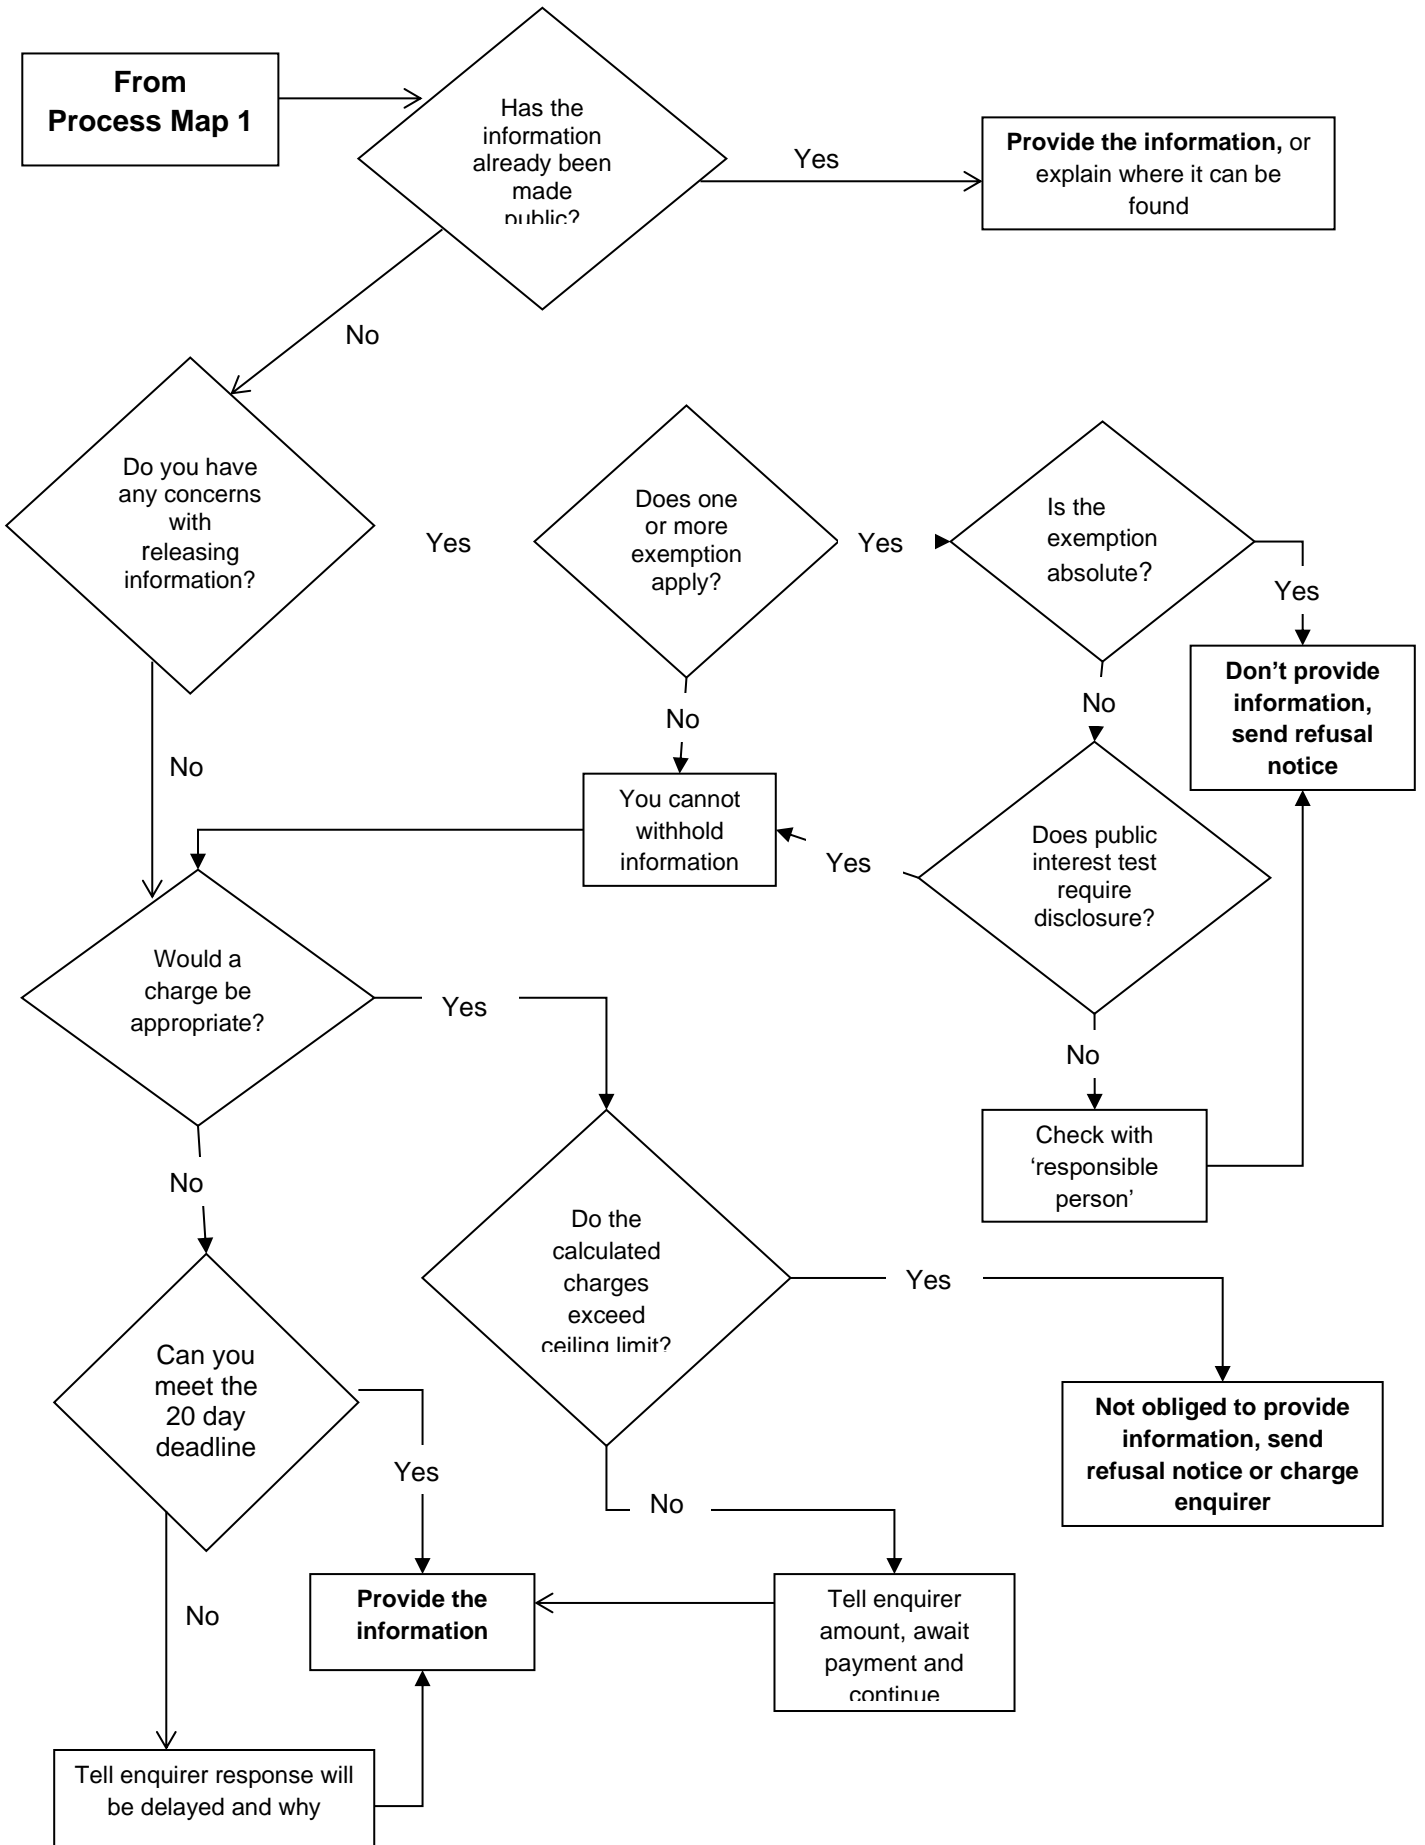 From
Process Map 1
Has the
information
already been
made
public?
Yes
Provide the information, or
explain where it can be
found
No
Do you have
any concerns
with
releasing
information?
Yes
Does one
or more
exemption
apply?
Yes
Is the
exemption
absolute?
Yes
Don’t provide
information,
send refusal
notice
No
No
No
You cannot
withhold
information
Yes
Does public
interest test
require
disclosure?
Would a
charge be
appropriate?
Yes
No
Check with
‘responsible
person’
No
Do the
calculated
charges
exceed
ceiling limit?
Yes
Can you
meet the
20 day
deadline
Yes
Not obliged to provide
information, send
refusal notice or charge
enquirer
No
No
Provide the
information
Tell enquirer
amount, await
payment and
continue
Tell enquirer response will
be delayed and why